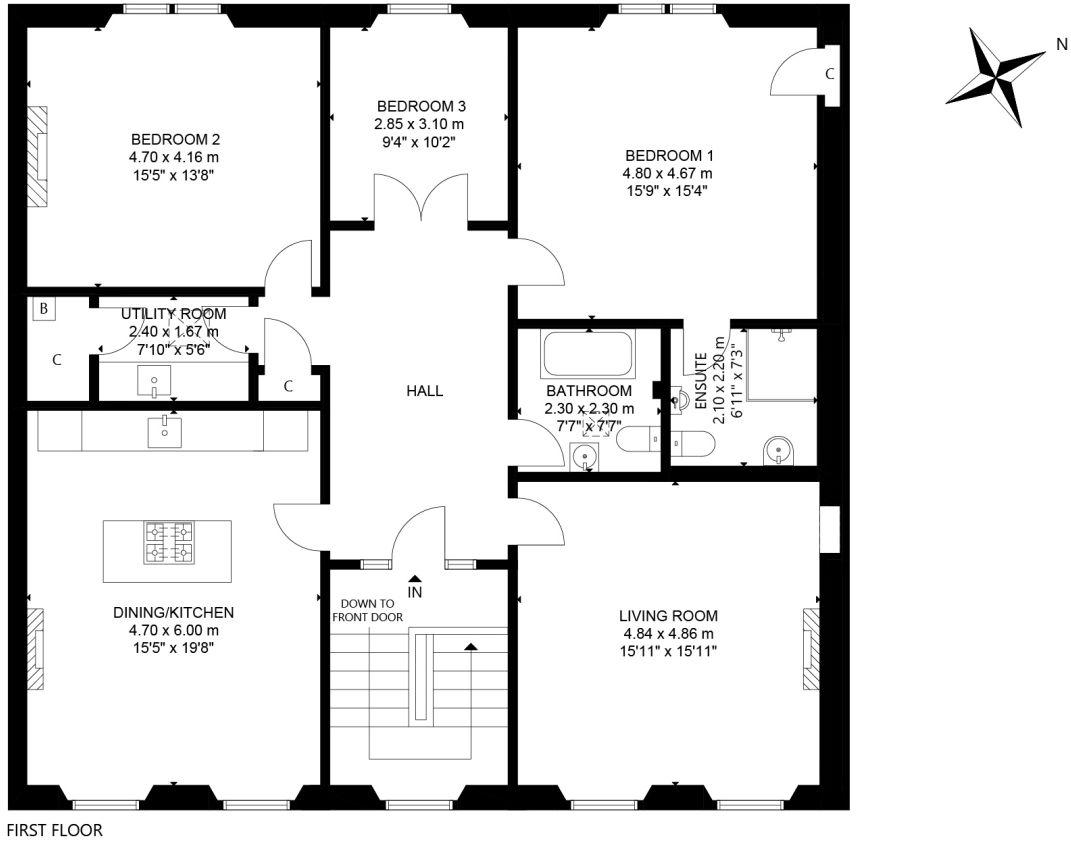 N
C
BEDROOM 2
4.70 x 4.16 m
15'5" x 13'8"
BEDROOM 3
2.85 x 3.10 m
9'4" x 10'2"
BEDROOM 1
4.80 x 4.67 m
15'9" x 15'4"
B
C
UTILITY ROOM
2.40 x 1.67 m
7'10" x 5'6"
C
HALL
BATHROOM
2.30 x 2.30 m
7'7" x 7'7"
ENSUITE
2.10 x 2.20 m
6'11" x 7'3"
IN
DOWN TO
FRONT DOOR
DINING/KITCHEN
4.70 x 6.00 m
15'5" x 19'8"
LIVING ROOM
4.84 x 4.86 m
15'11" x 15'11"
FIRST FLOOR